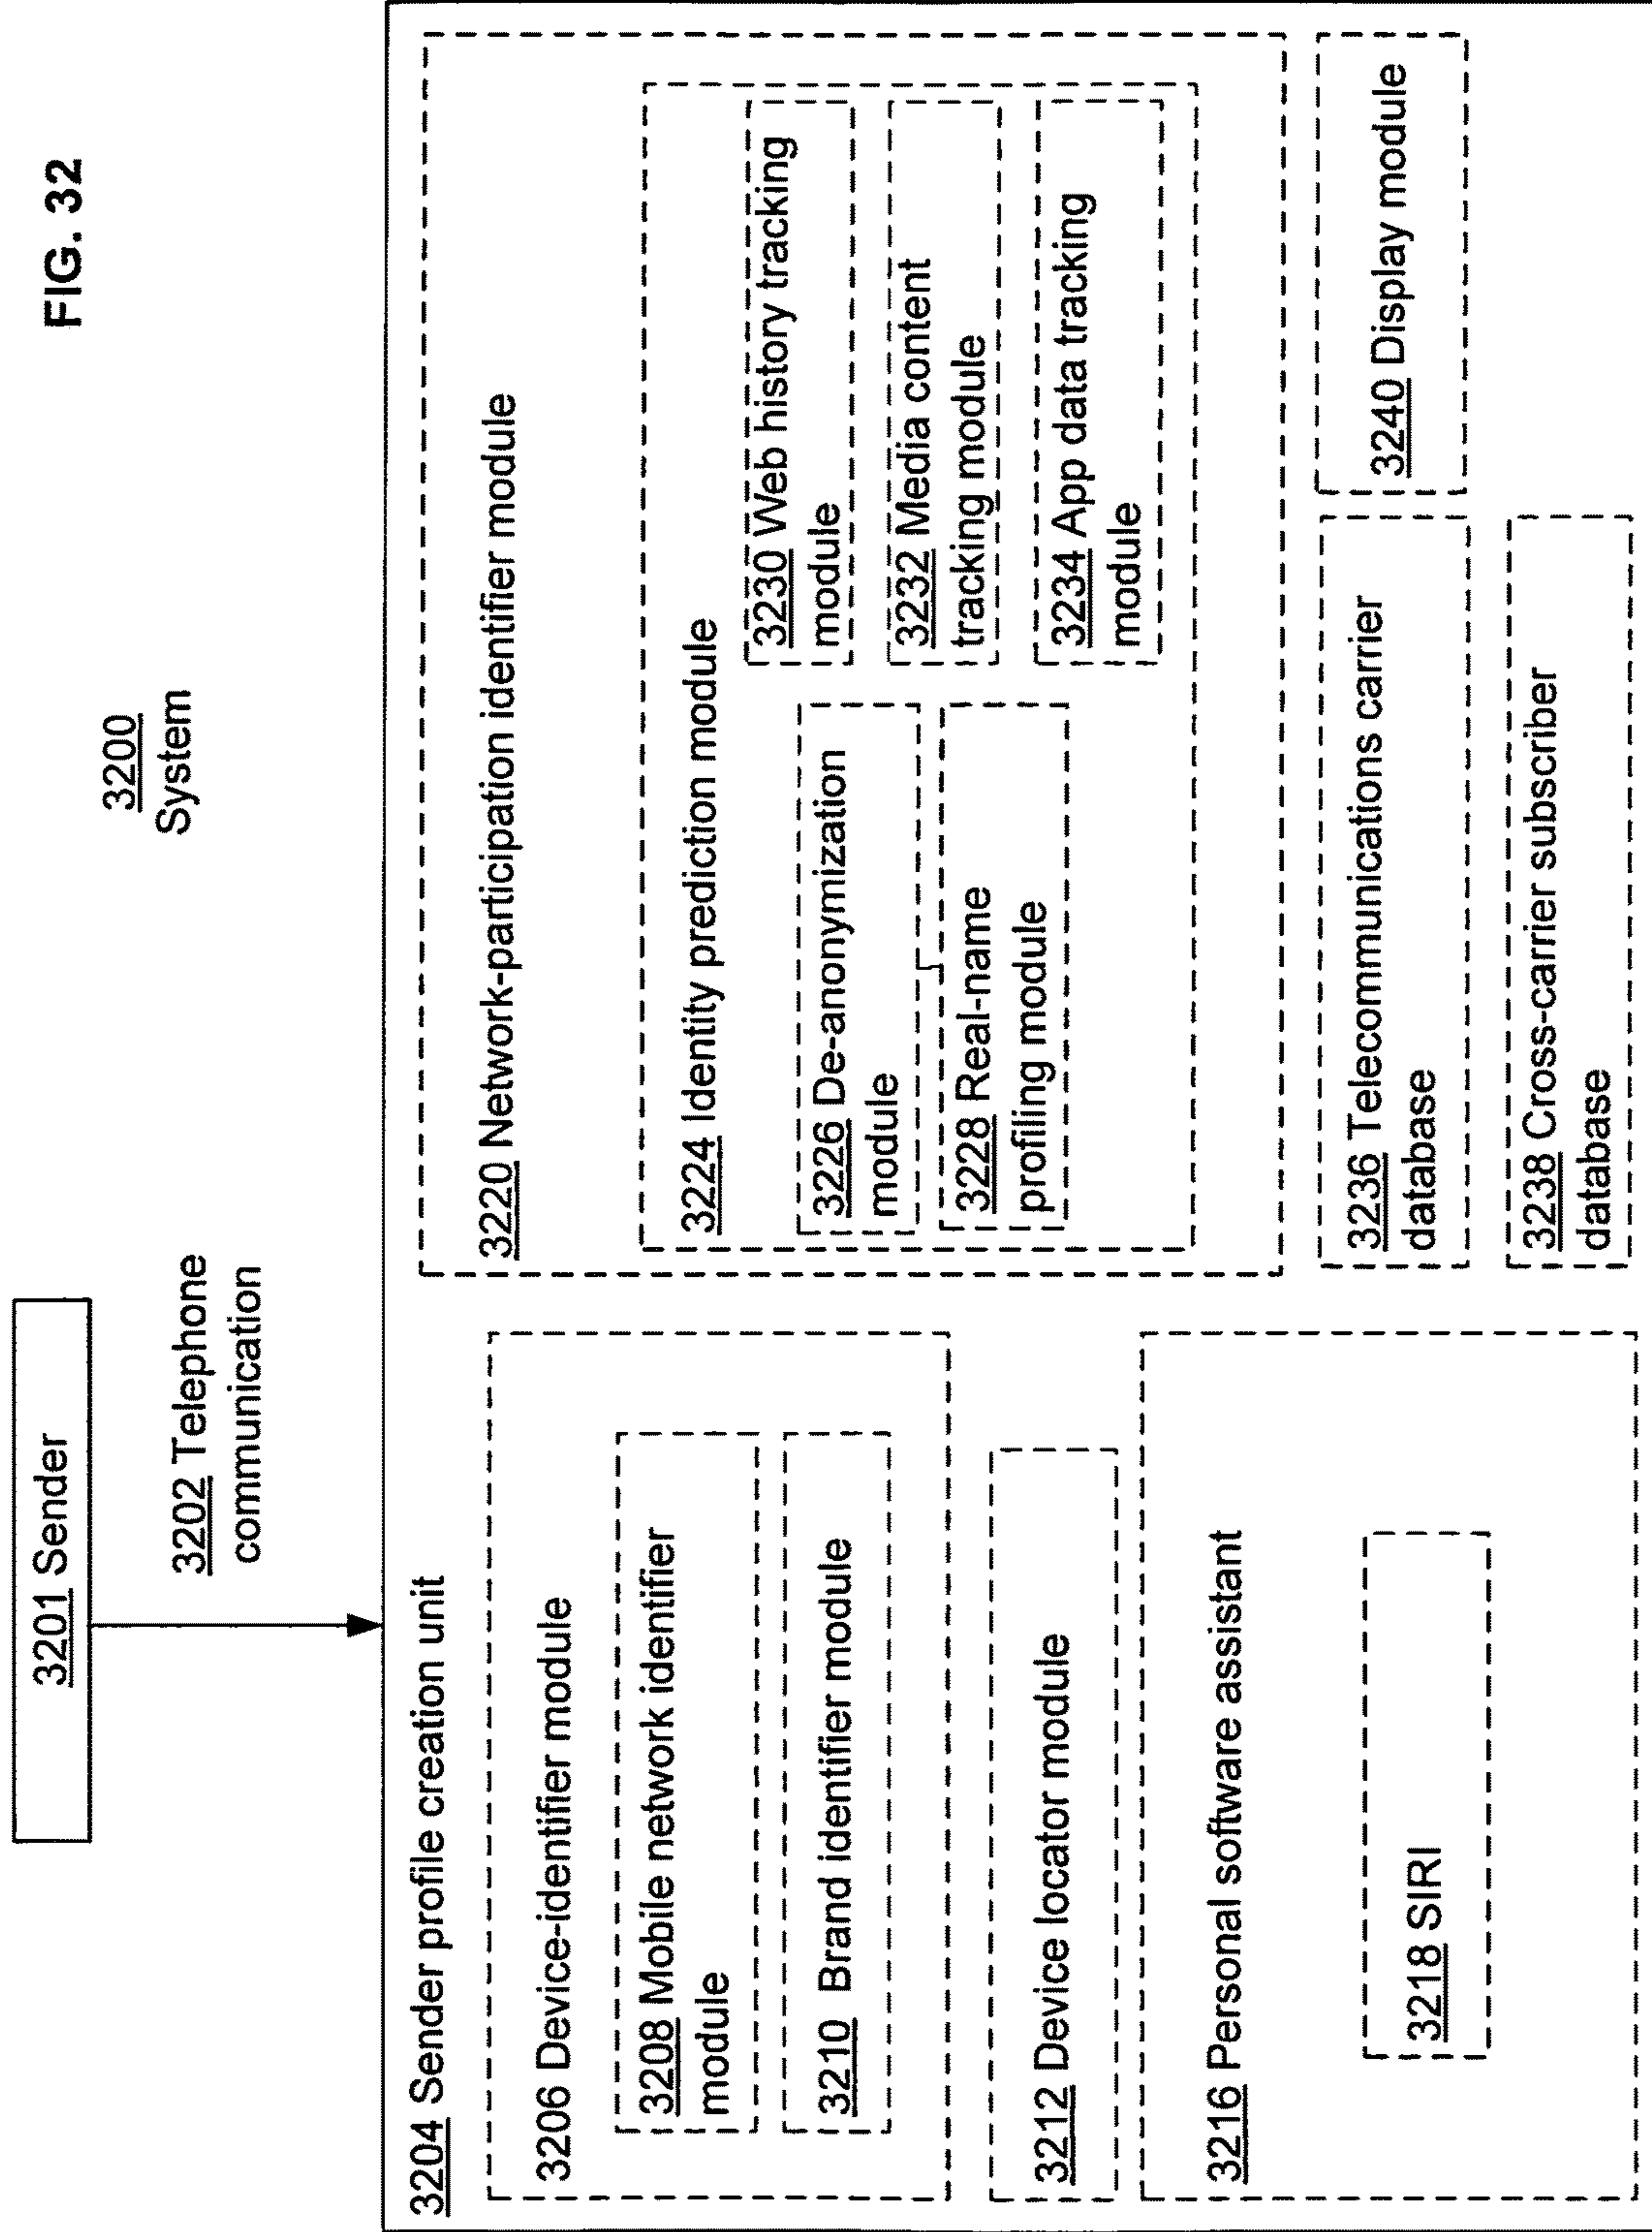 FIG. 32
3200
System
3201 Sender
3202 Telephone
communication
3204 Sender profile creation unit
3206 Device-identifier module
3208 Mobile network identifier
module
3210 Brand identifier module
3212 Device locator module
3216 Personal software assistant
3218 SIRI
3220 Network-participation identifier module
3224 Identity prediction module
3226 De-anonymization
module
3228 Real-name
profiling module
3230 Web history tracking
module
3232 Media content
tracking module
3234 App data tracking
module
3236 Telecommunications carrier
database
3238 Cross-carrier subscriber
database
3240 Display module